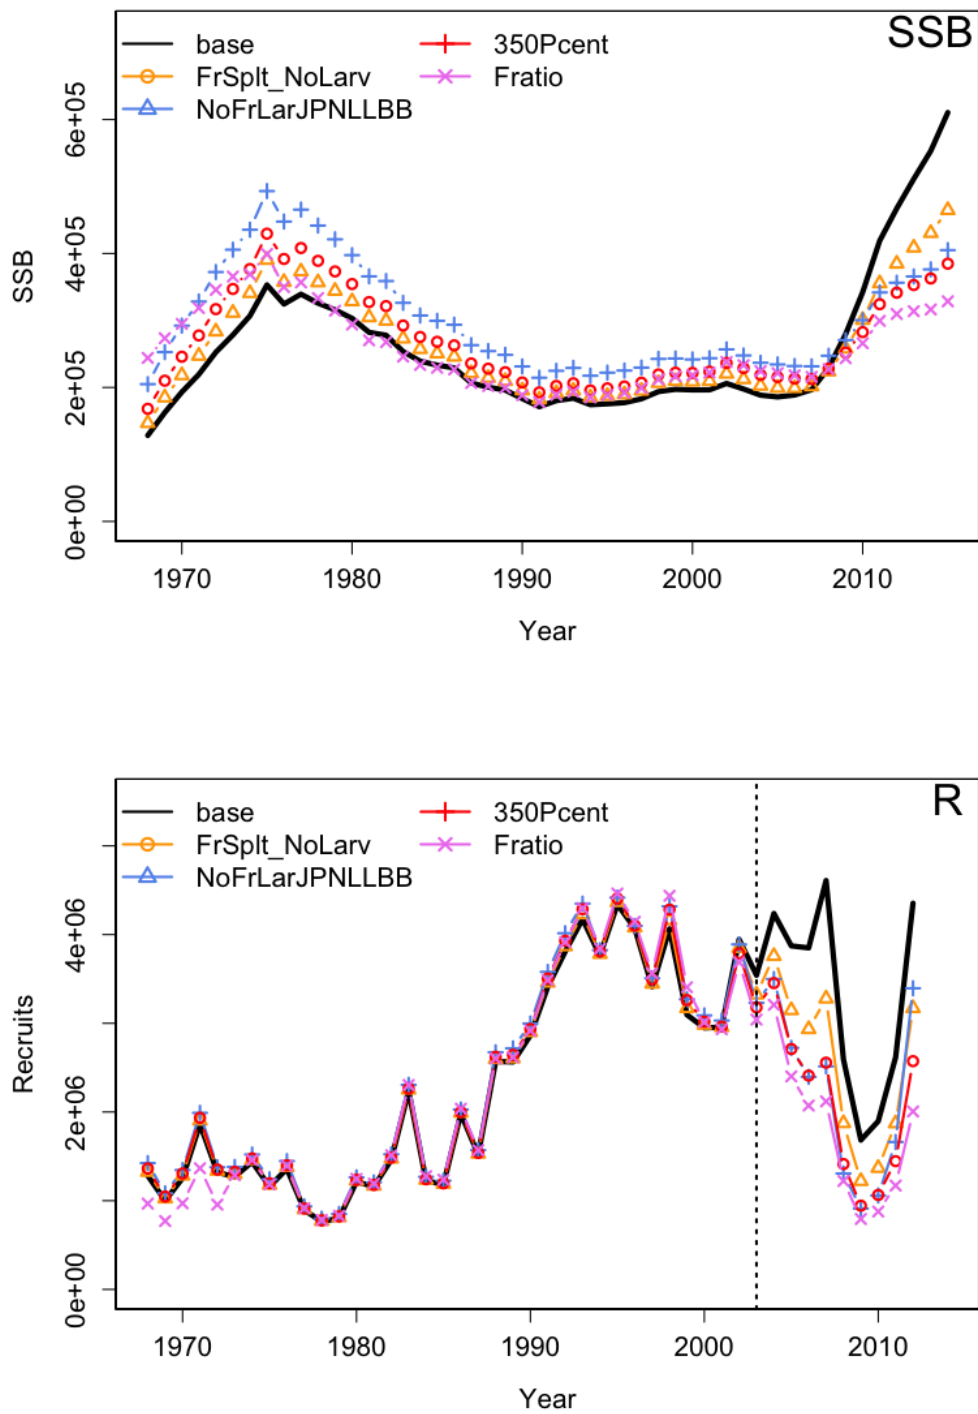 SSB
base
350Pcent
FrSplt_NoLarv
Fratio
NoFrLarJPNLLBB
SSB
0e+00
2e+05
4e+05
6e+05
1970
1980
1990
2000
2010
Year
R
base
350Pcent
FrSplt_NoLarv
Fratio
NoFrLarJPNLLBB
Recruits
0e+00
2e+06
4e+06
1970
1980
1990
2000
2010
Year